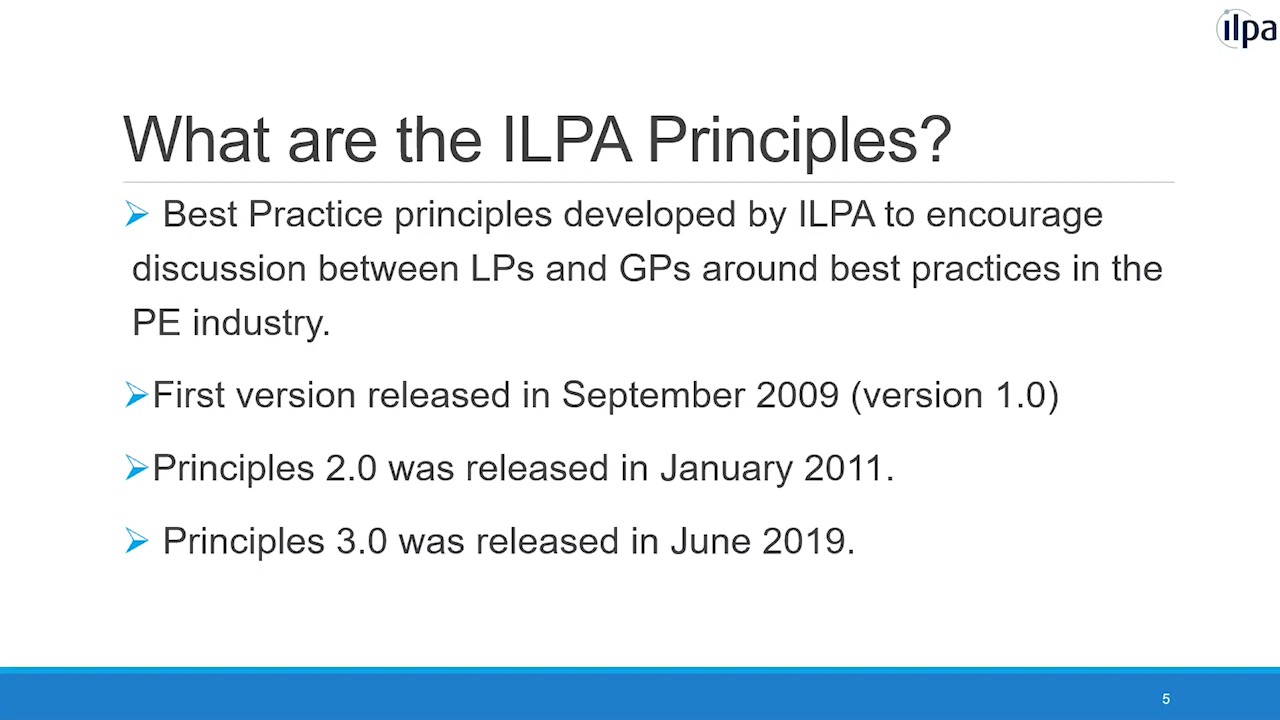 ilpa
What are the ILPA Principles?
➢ Best Practice principles developed by ILPA to encourage
discussion between LPs and GPs around best practices in the
PE industry.
➢First version released in September 2009 (version 1.0)
➢Principles 2.0 was released in January 2011.
➢ Principles 3.0 was released in June 2019.
5